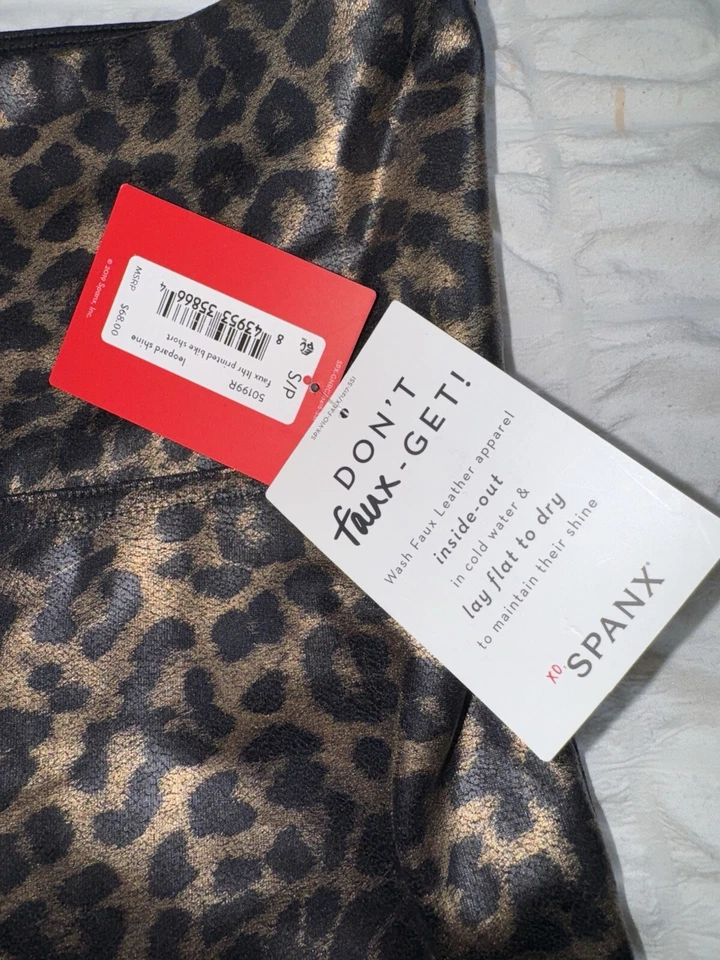 © 2019 Spanx, Inc.
MSRP $68.00
8 43953 35866 4
S/P
50199R
faux lthr printed bike short
leopard shine
DON'T
faux-GET!
Wash Faux Leather apparel
inside-out
in cold water &
lay flat to dry
to maintain their shine
XO,
SPANX®